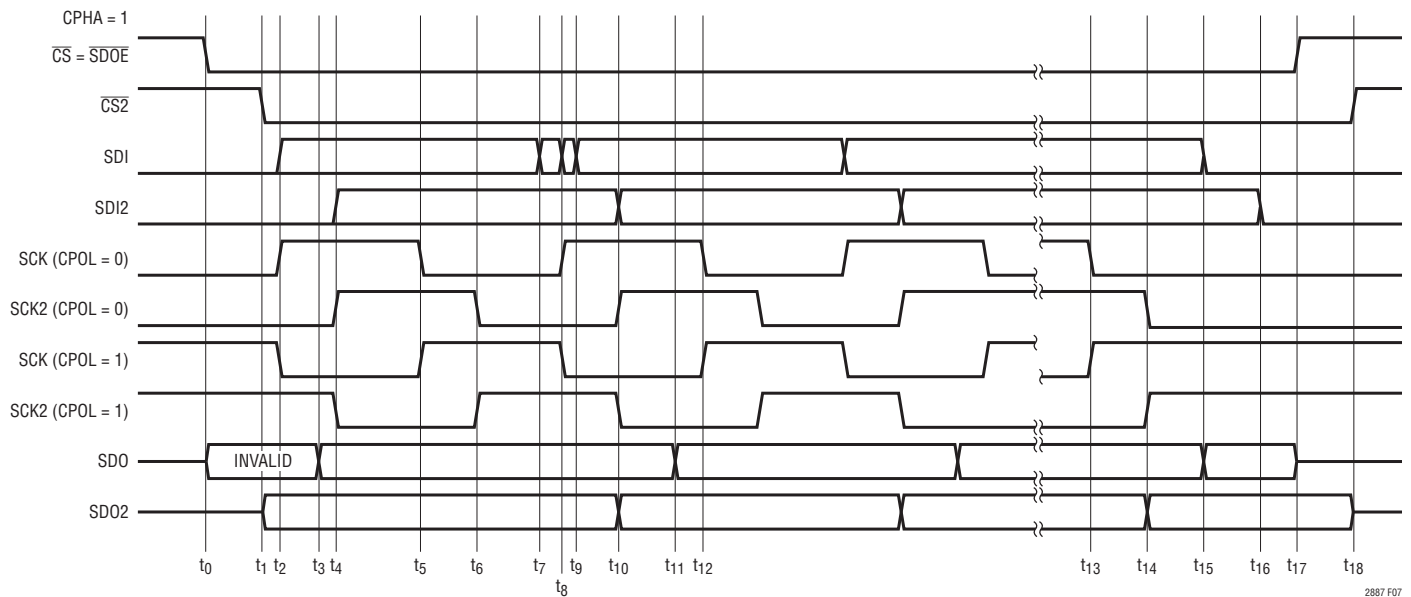 CPHA = 1
CS = SDOE
CS2
SDI
SDI2
SCK (CPOL = 0)
SCK2 (CPOL = 0)
SCK (CPOL = 1)
SCK2 (CPOL = 1)
SDO
INVALID
SDO2
t0 t1 t2 t3 t4 t5 t6 t7 t8 t9 t10 t11 t12 t13 t14 t15 t16 t17 t18
2887 F07